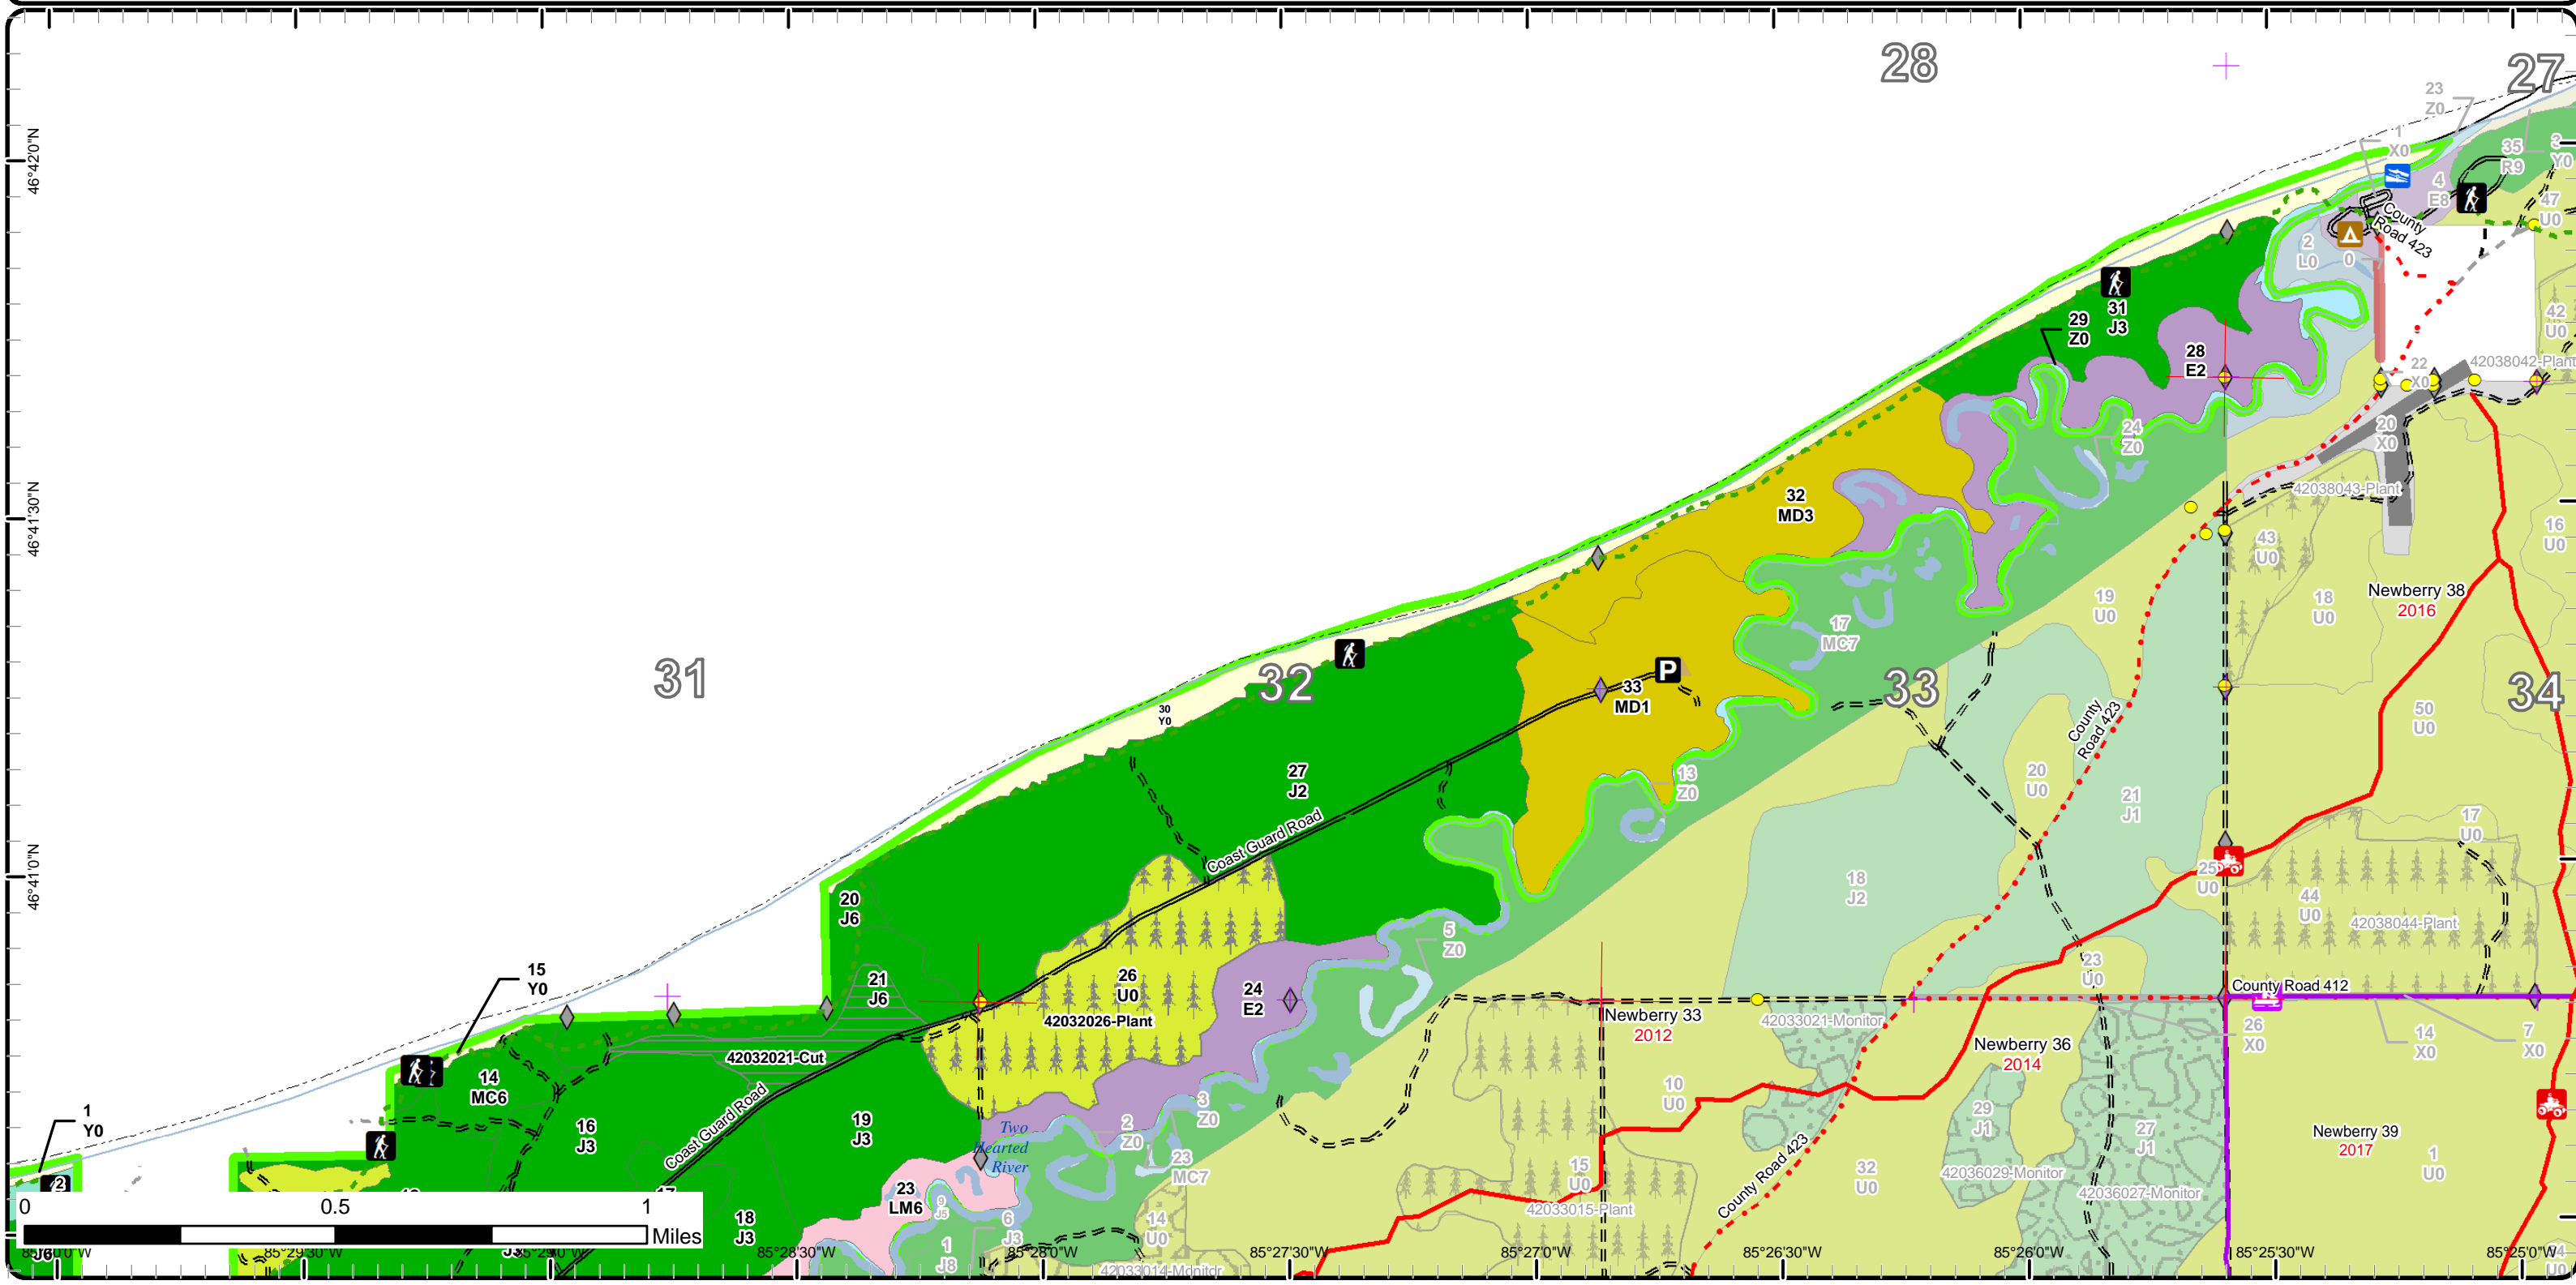 28
27
23
Z0
1
X0
35
R9
3
Y0
4
E8
47
U0
46°42'0"N
County
Road 423
2
L0
0
31
J3
29
Z0
42
U0
28
E2
22
X0
42038042-Plant
24
Z0
20
X0
32
MD3
42038043-Plant
46°41'30"N
43
U0
16
U0
19
U0
18
U0
Newberry 38
2016
17
MC7
31
32
33
34
33
MD1
P
30
Y0
50
U0
County
Road 423
27
J2
13
Z0
20
U0
21
J1
17
U0
Coast Guard Road
46°41'0"N
18
J2
25
U0
44
U0
42038044-Plant
20
J6
5
Z0
15
Y0
21
J6
26
U0
24
E2
23
U0
County Road 412
42032026-Plant
Newberry 33
2012
42033021-Monitor
26
X0
14
X0
7
X0
42032021-Cut
Newberry 36
2014
14
MC6
10
U0
Coast Guard Road
1
Y0
16
J3
19
J3
Two
Hearted
River
2
Z0
3
Z0
29
J1
27
J1
Newberry 39
2017
1
U0
23
MC7
15
U0
County Road 423
32
U0
42036029-Monitor
42036027-Monitor
2
23
LM6
9
J5
42033015-Plant
0
0.5
1
Miles
17
18
J3
6
J3
14
U0
1
J8
J6
85°29'30"W
85°28'30"W
85°28'0"W
85°27'30"W
85°27'0"W
85°26'30"W
85°26'0"W
85°25'30"W
85°25'0"W
42033014-Monitor
U0